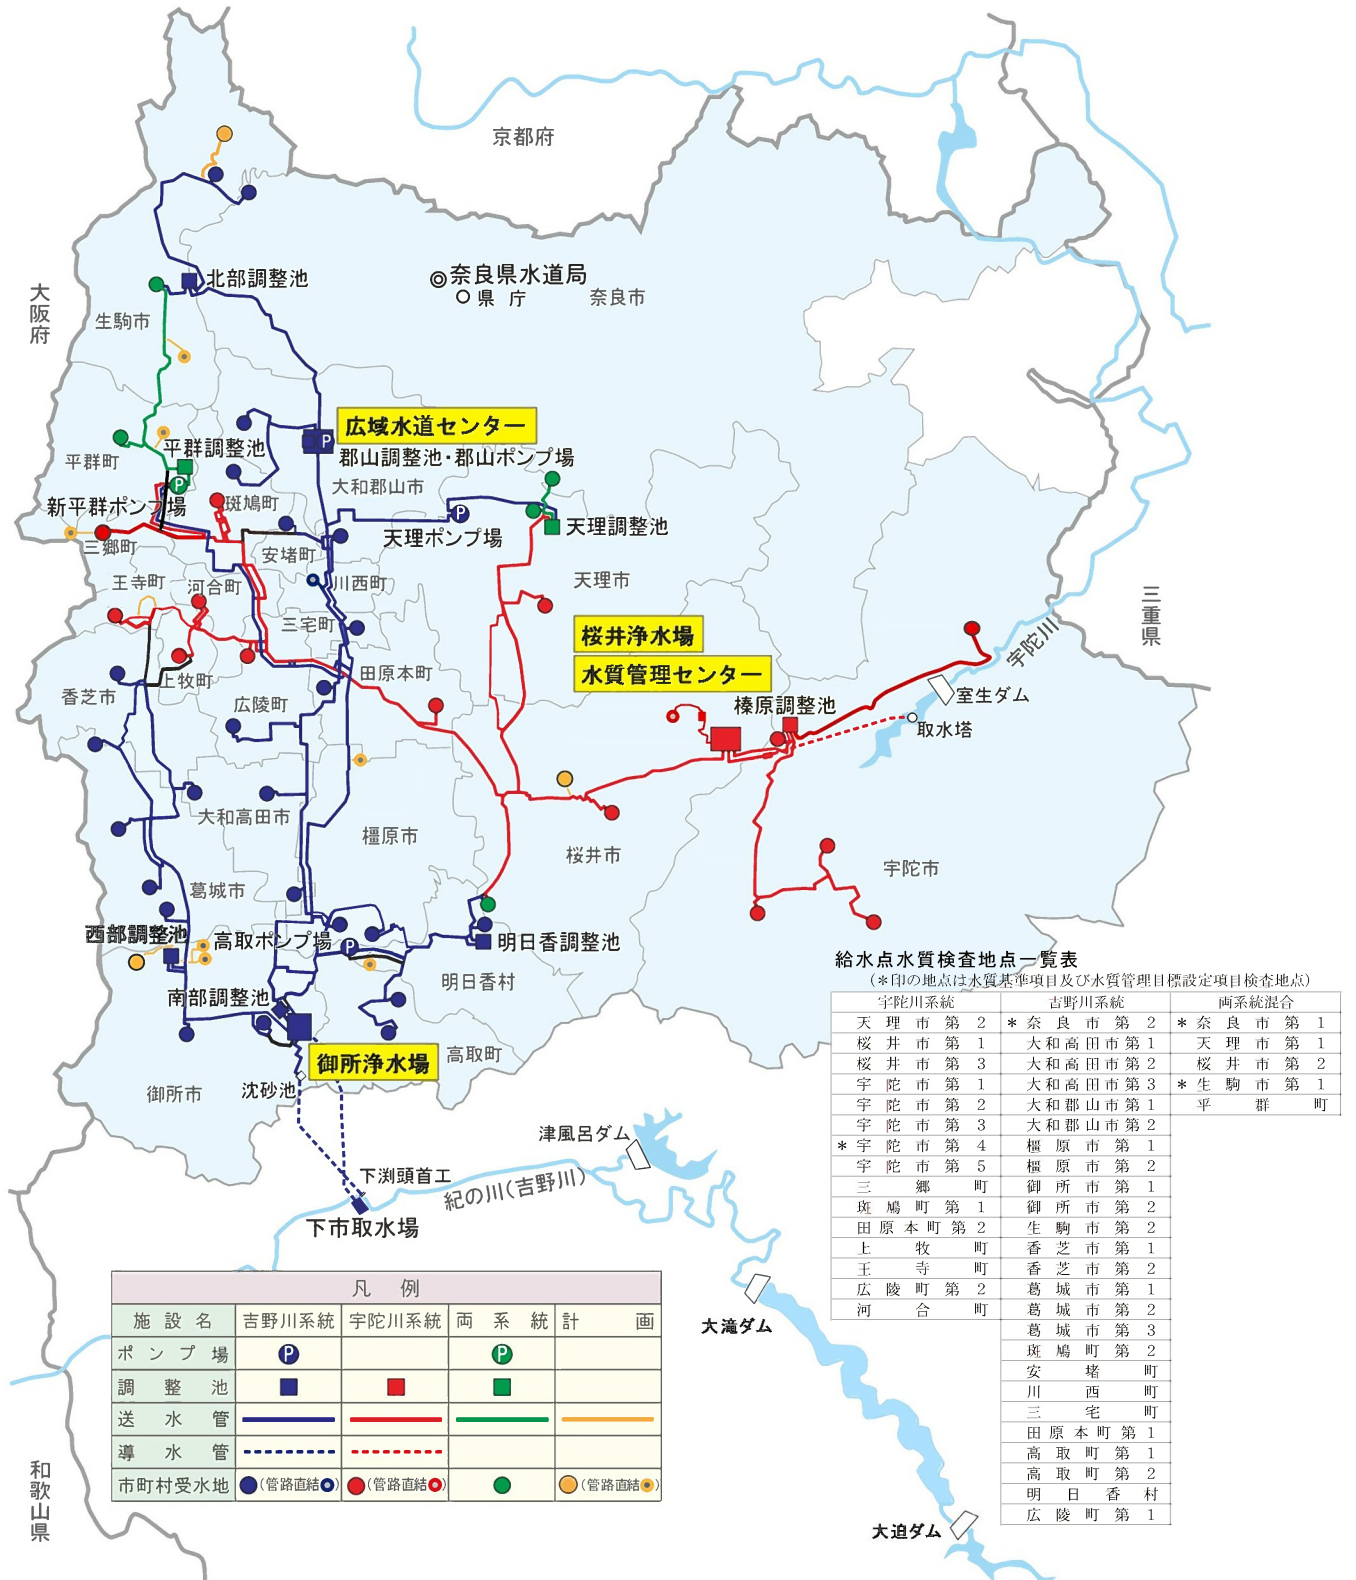 京都府
◎奈良県水道局
○県 庁
奈良市
北部調整池
大阪府
生駒市
広域水道センター
郡山調整池・郡山ポンプ場
大和郡山市
平群町
平群調整池
新平群ポンプ場
斑鳩町
天理ポンプ場
天理調整池
三郷町
安堵町
王寺町
河合町
川西町
天理市
三重県
三宅町
桜井浄水場
水質管理センター
宇陀川
田原本町
上牧町
香芝市
広陵町
榛原調整池
室生ダム
取水塔
大和高田市
橿原市
桜井市
宇陀市
葛城市
西部調整池
高取ポンプ場
明日香調整池
明日香村
南部調整池
高取町
御所浄水場
沈砂池
御所市
津風呂ダム
下渕頭首工
紀の川(吉野川)
下市取水場
大滝ダム
大迫ダム
和歌山県
給水点水質検査地点一覧表
(*印の地点は水質基準項目及び水質管理目標設定項目検査地点)
宇陀川系統 吉野川系統 両系統混合
天理市第2 *奈良市第2 *奈良市第1
桜井市第1 大和高田市第1 天理市第1
桜井市第3 大和高田市第2 桜井市第2
宇陀市第1 大和高田市第3 *生駒市第1
宇陀市第2 大和郡山市第1 平群町
宇陀市第3 大和郡山市第2
*宇陀市第4 橿原市第1
宇陀市第5 橿原市第2
三郷町 御所市第1
斑鳩町第1 御所市第2
田原本町第2 生駒市第2
上牧町 香芝市第1
王寺町 香芝市第2
広陵町第2 葛城市第1
河合町 葛城市第2
葛城市第3
斑鳩町第2
安堵町
川西町
三宅町
田原本町第1
高取町第1
高取町第2
明日香村
広陵町第1
凡例
施設名 吉野川系統 宇陀川系統 両系統 計画
ポンプ場 P P
調整池
送水管
導水管
市町村受水地 (管路直結) (管路直結) (管路直結)
P
P
P
P